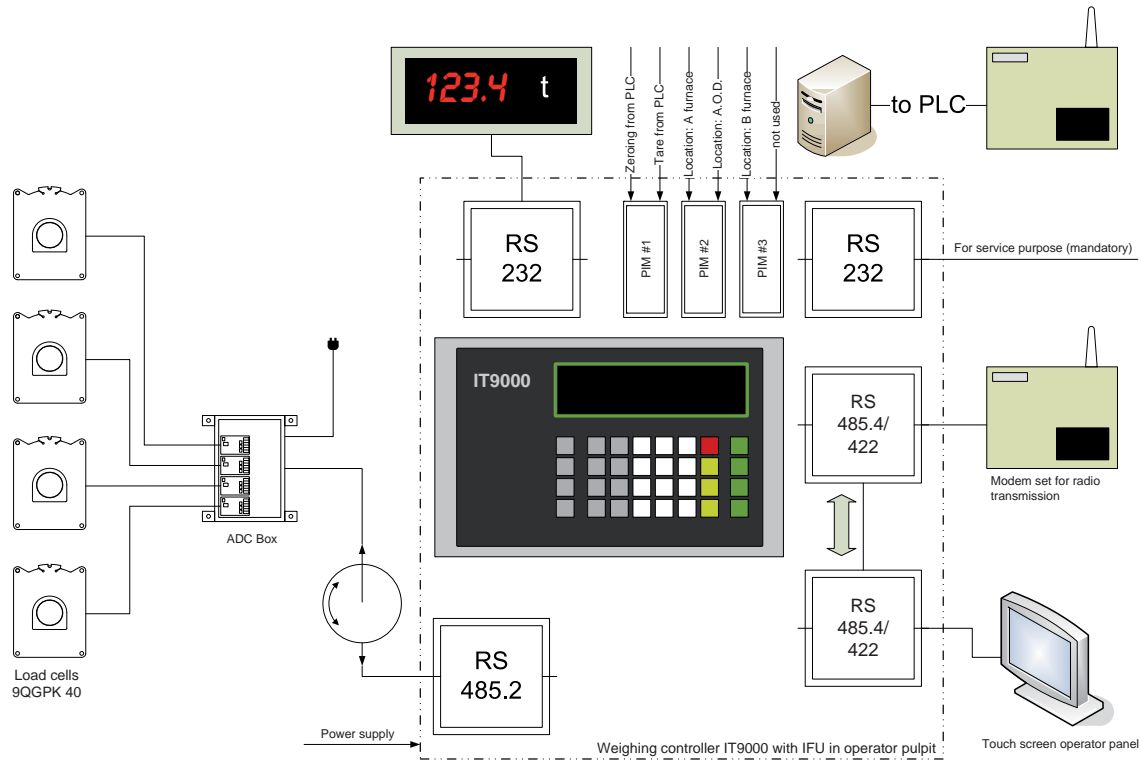 123.4 t
Zeroing from PLC
Tare from PLC
Location: A furnace
Location: A.O.D.
Location: B furnace
not used
to PLC
RS
232
PIM #1
PIM #2
PIM #3
RS
232
For service purpose (mandatory)
IT9000
RS
485.4/
422
Modem set for radio
transmission
ADC Box
RS
485.4/
422
Load cells
9QGPK 40
RS
485.2
Power supply
Weighing controller IT9000 with IFU in operator pulpit
Touch screen operator panel